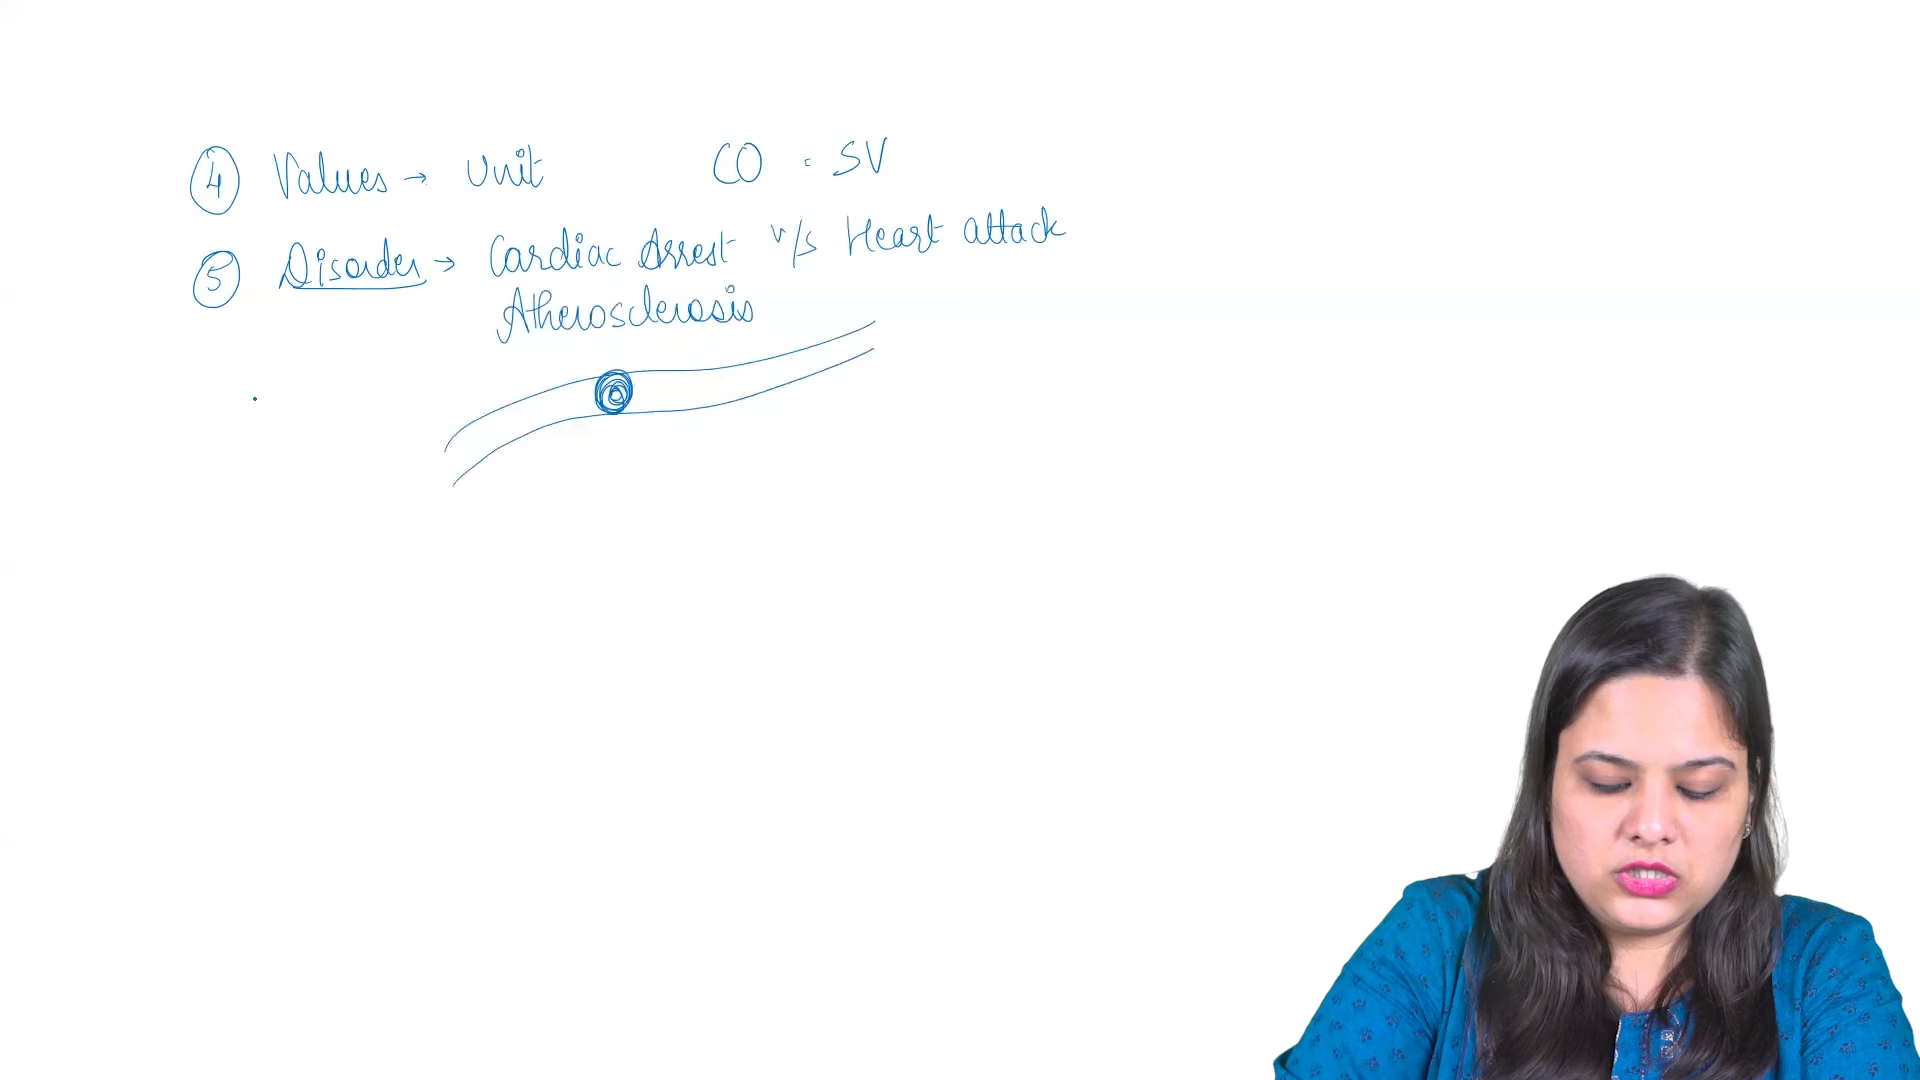 4 Values → Unit CO = SV
5 Disorder → Cardiac Arrest v/s Heart attack
Atherosclerosis